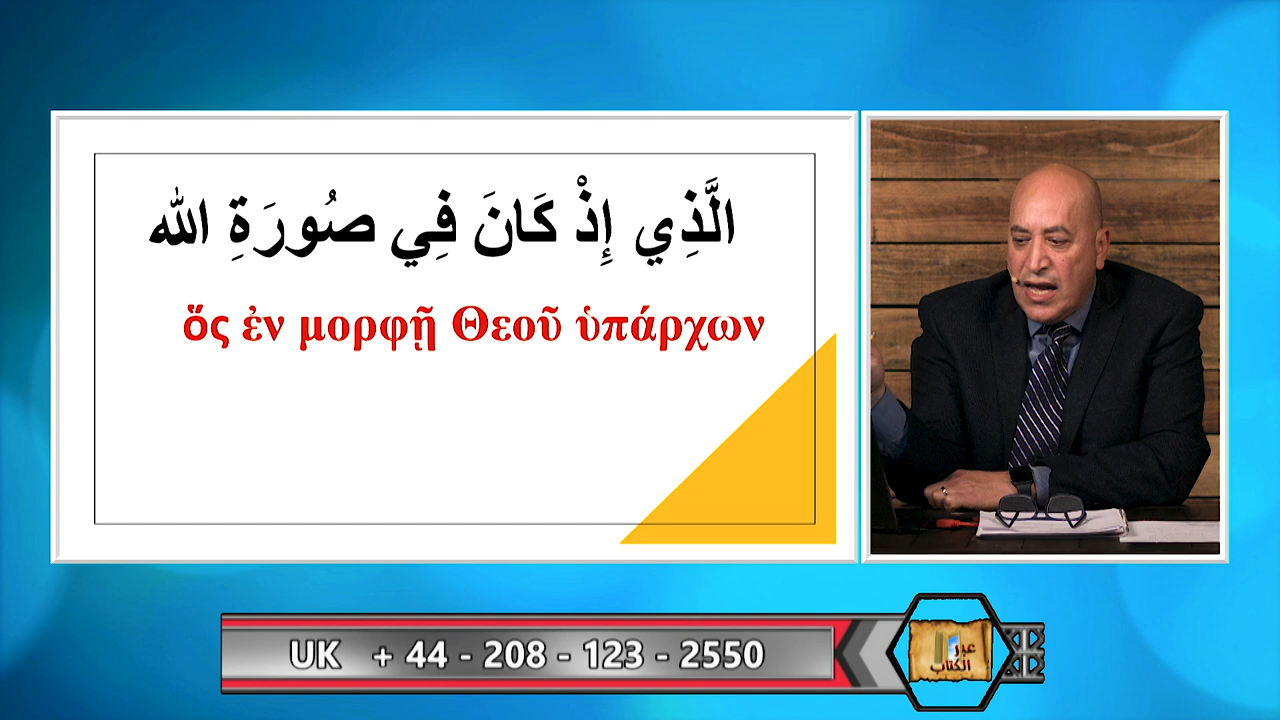 الَّذِي إِذْ كَانَ فِي صُورَةِ الله
ὅς ἐν μορφῇ Θεοῦ ὑπάρχων
UK + 44 - 208 - 123 - 2550
عبر
الكتاب